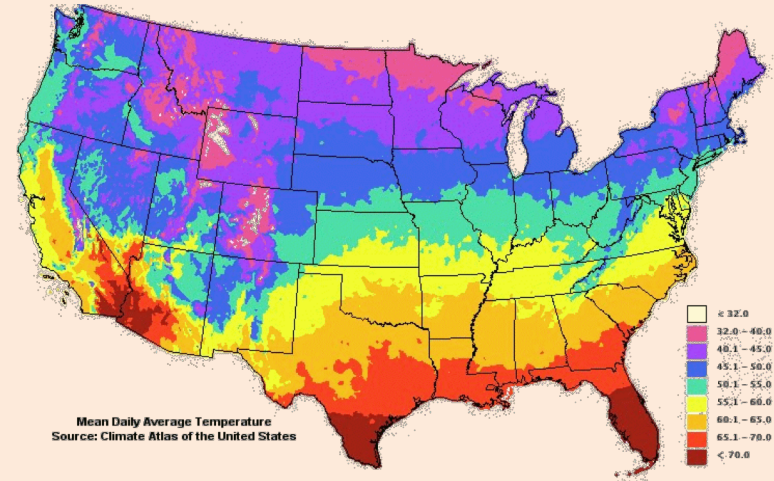 ≤ 32.0
32.0 - 40.0
40.1 - 45.0
45.1 - 50.0
50.1 - 55.0
55.1 - 60.0
60.1 - 65.0
65.1 - 70.0
< 70.0
Mean Daily Average Temperature
Source: Climate Atlas of the United States